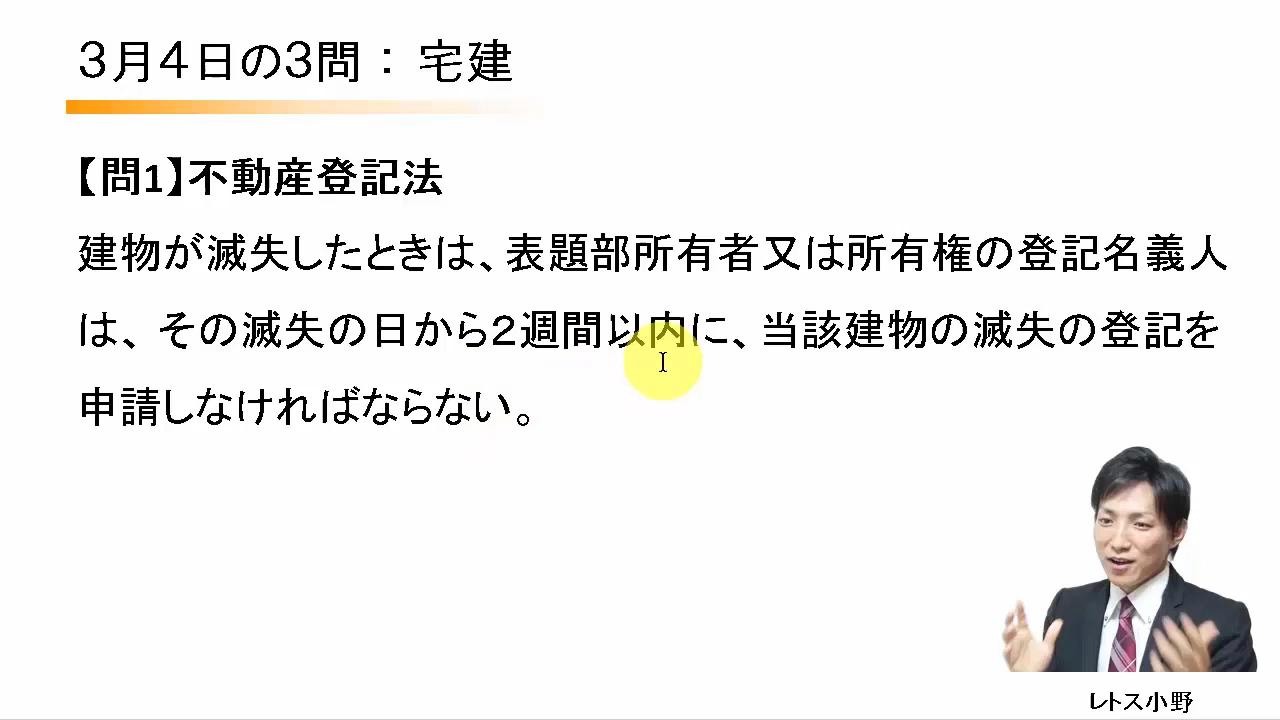 ３月４日の３問：宅建
【問1】不動産登記法
建物が滅失したときは、表題部所有者又は所有権の登記名義人
は、その滅失の日から２週間以内に、当該建物の滅失の登記を
申請しなければならない。
レトス小野